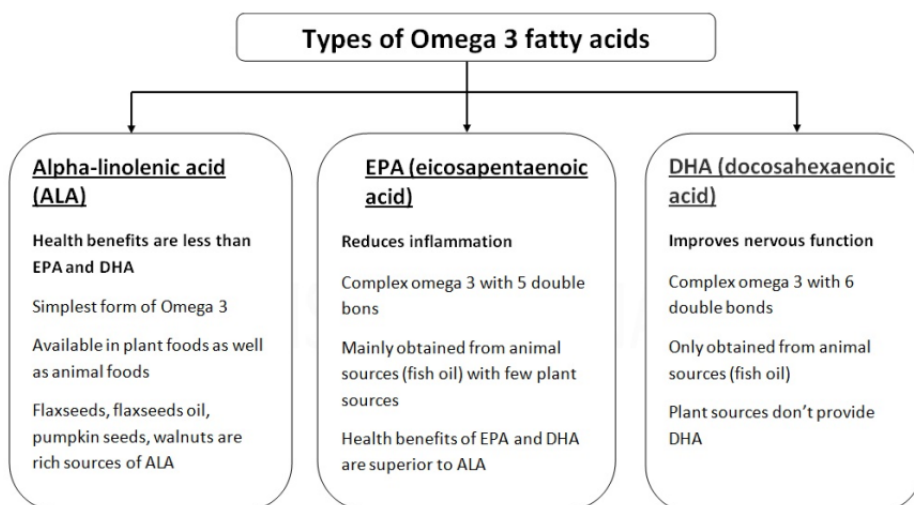 Types of Omega 3 fatty acids
Alpha-linolenic acid
(ALA)
Health benefits are less than
EPA and DHA
Simplest form of Omega 3
Available in plant foods as well
as animal foods
Flaxseeds, flaxseeds oil,
pumpkin seeds, walnuts are
rich sources of ALA
EPA (eicosapentaenoic
acid)
Reduces inflammation
Complex omega 3 with 5 double
bons
Mainly obtained from animal
sources (fish oil) with few plant
sources
Health benefits of EPA and DHA
are superior to ALA
DHA (docosahexaenoic
acid)
Improves nervous function
Complex omega 3 with 6
double bonds
Only obtained from animal
sources (fish oil)
Plant sources don't provide
DHA